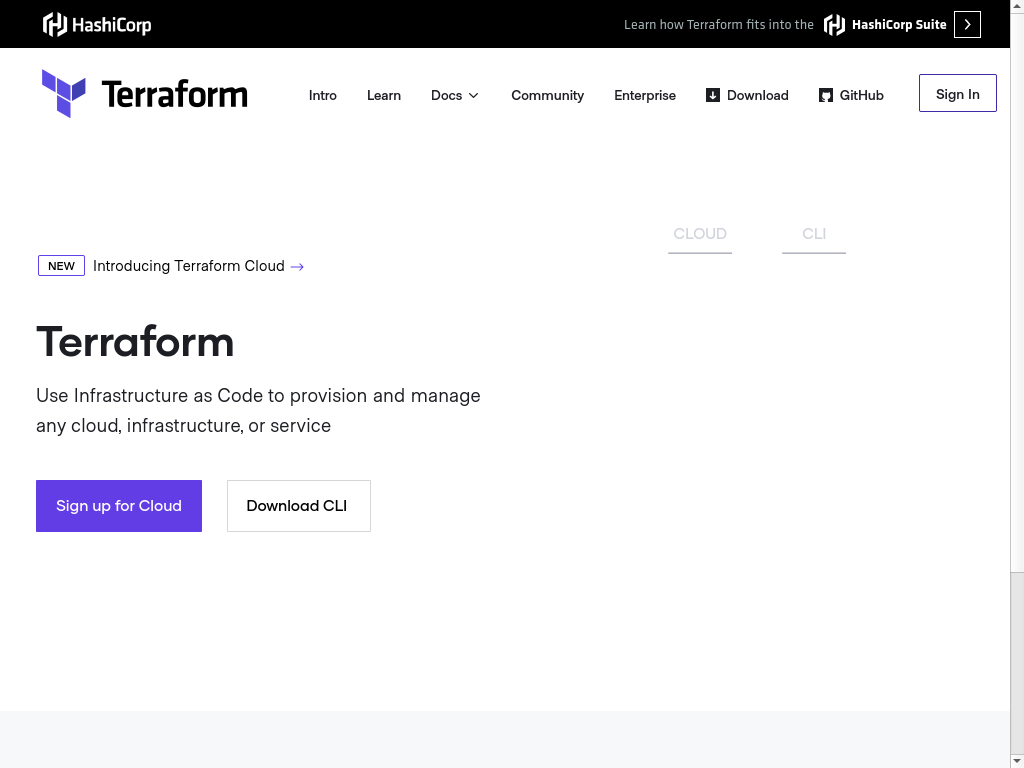 HashiCorp
Learn how Terraform fits into the HashiCorp Suite
Terraform
Intro Learn Docs Community Enterprise Download GitHub Sign In
CLOUD CLI
NEW Introducing Terraform Cloud →
Terraform
Use Infrastructure as Code to provision and manage
any cloud, infrastructure, or service
Sign up for Cloud Download CLI